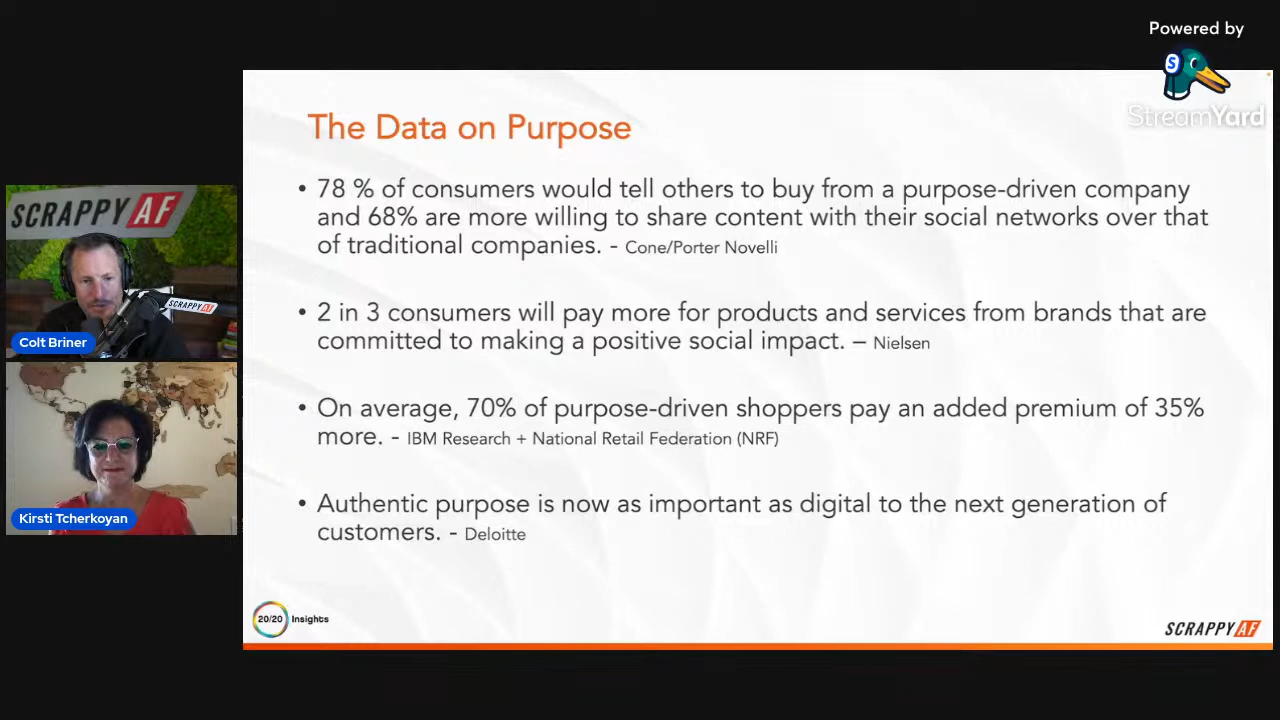 Powered by
S
StreamYard
The Data on Purpose
• 78 % of consumers would tell others to buy from a purpose-driven company
and 68% are more willing to share content with their social networks over that
of traditional companies. - Cone/Porter Novelli
• 2 in 3 consumers will pay more for products and services from brands that are
committed to making a positive social impact. – Nielsen
• On average, 70% of purpose-driven shoppers pay an added premium of 35%
more. - IBM Research + National Retail Federation (NRF)
• Authentic purpose is now as important as digital to the next generation of
customers. - Deloitte
20/20 Insights
SCRAPPY AF
SCRAPPY AF
SCRAPPY AF
Colt Briner
Kirsti Tcherkoyan